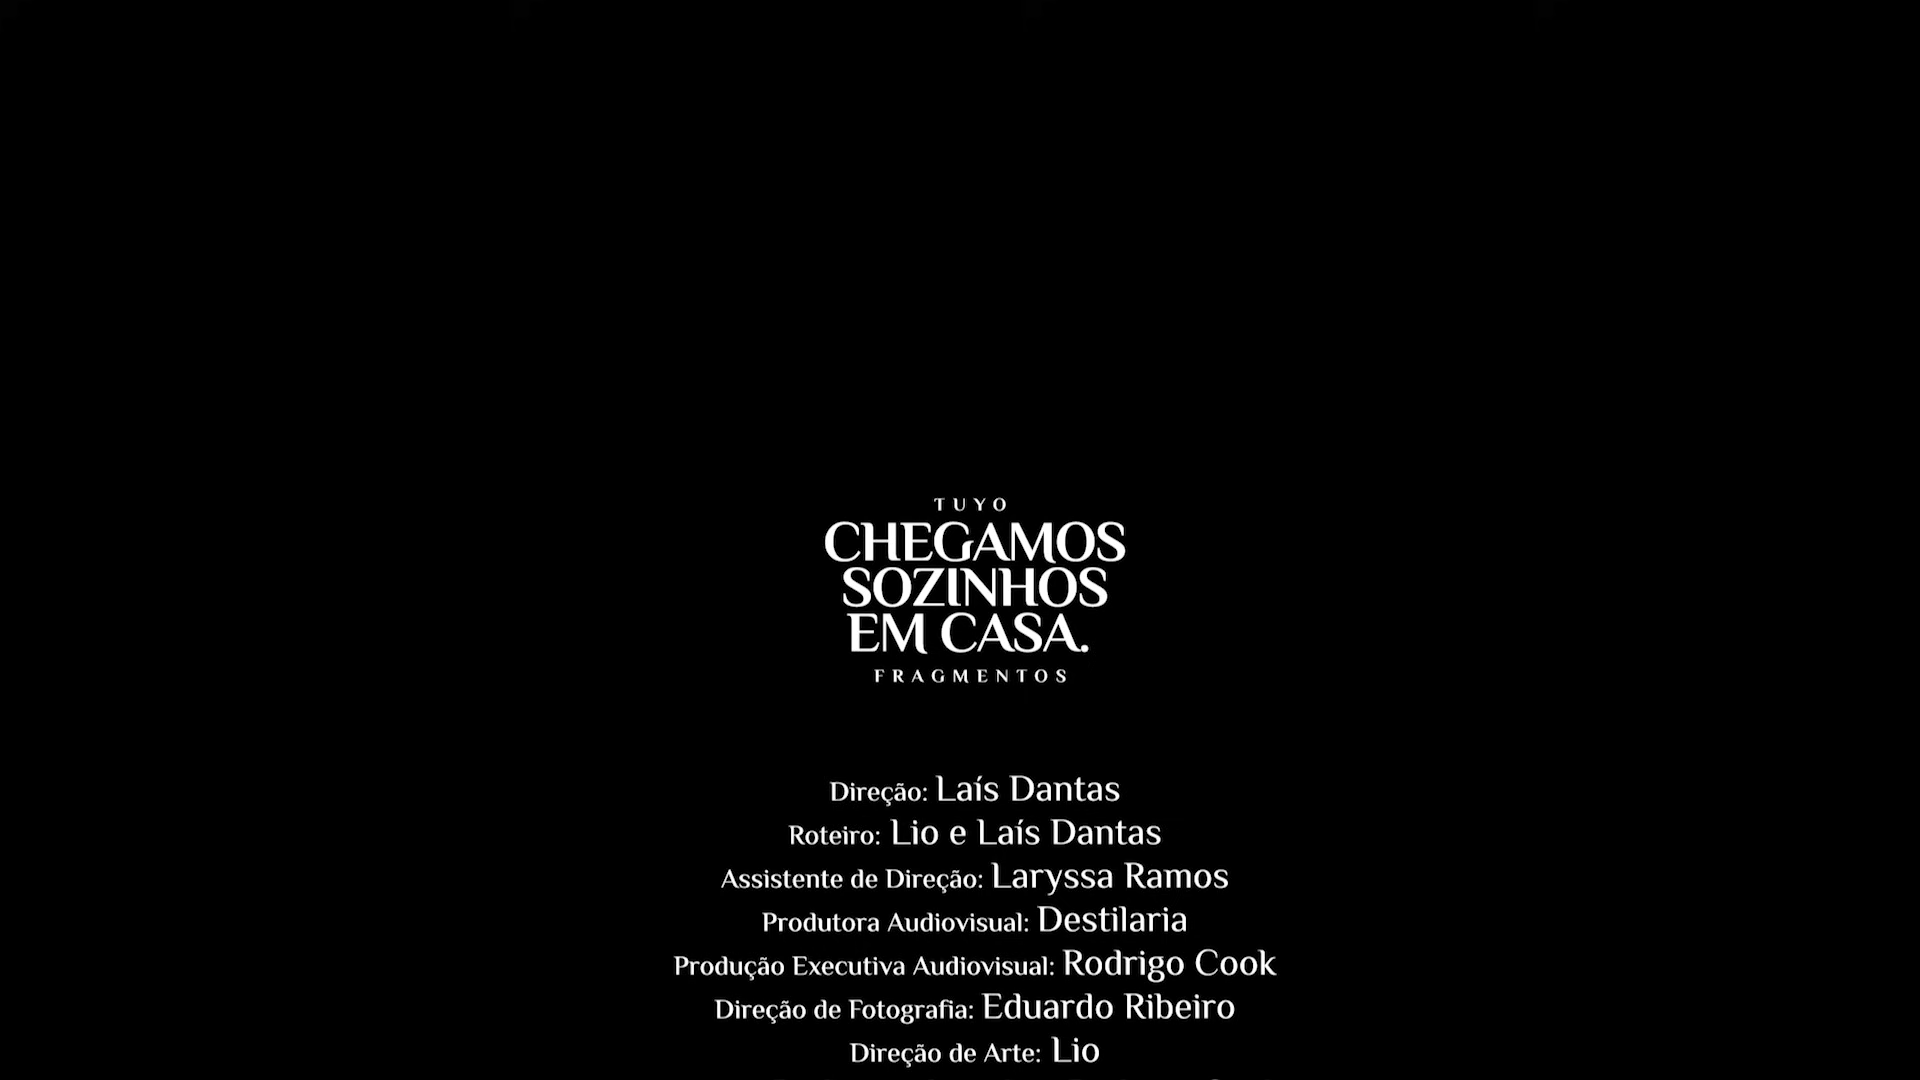 TUYO
CHEGAMOS
SOZINHOS
EM CASA.
FRAGMENTOS
Direção: Laís Dantas
Roteiro: Lio e Laís Dantas
Assistente de Direção: Laryssa Ramos
Produtora Audiovisual: Destilaria
Produção Executiva Audiovisual: Rodrigo Cook
Direção de Fotografia: Eduardo Ribeiro
Direção de Arte: Lio